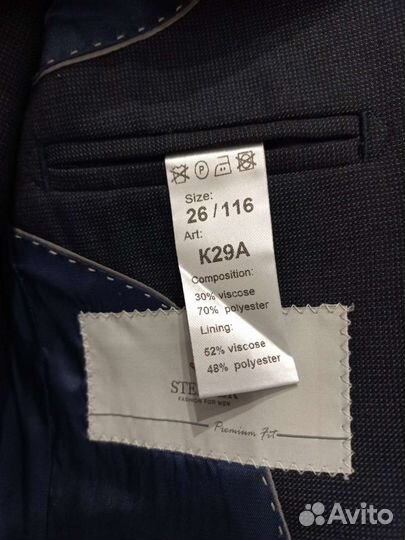 P
Size:
26 / 116
Art:
K29A
Composition:
30% viscose
70% polyester
Lining:
52% viscose
48% polyester
FASHION FOR MEN
Premium Fit
Avito